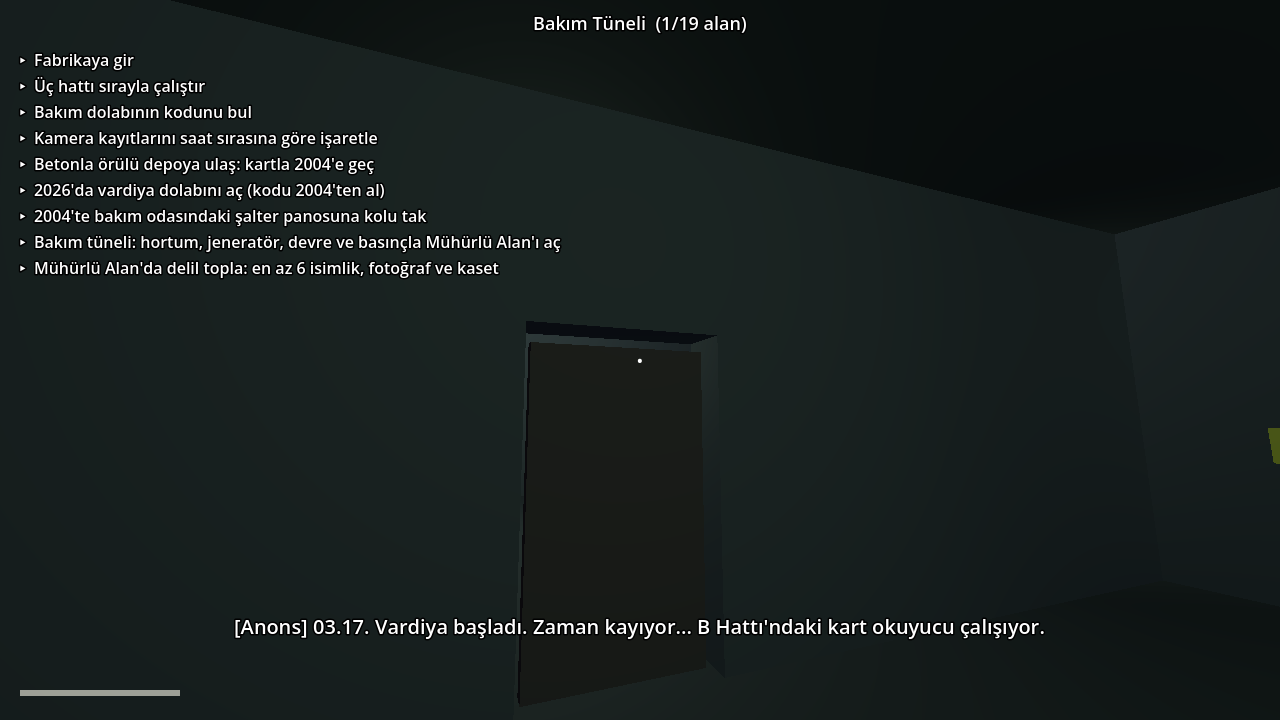 Bakım Tüneli (1/19 alan)
‣ Fabrikaya gir
‣ Üç hattı sırayla çalıştır
‣ Bakım dolabının kodunu bul
‣ Kamera kayıtlarını saat sırasına göre işaretle
‣ Betonla örülü depoya ulaş: kartla 2004'e geç
‣ 2026'da vardiya dolabını aç (kodu 2004'ten al)
‣ 2004'te bakım odasındaki şalter panosuna kolu tak
‣ Bakım tüneli: hortum, jeneratör, devre ve basınçla Mühürlü Alan'ı aç
‣ Mühürlü Alan'da delil topla: en az 6 isimlik, fotoğraf ve kaset
[Anons] 03.17. Vardiya başladı. Zaman kayıyor... B Hattı'ndaki kart okuyucu çalışıyor.